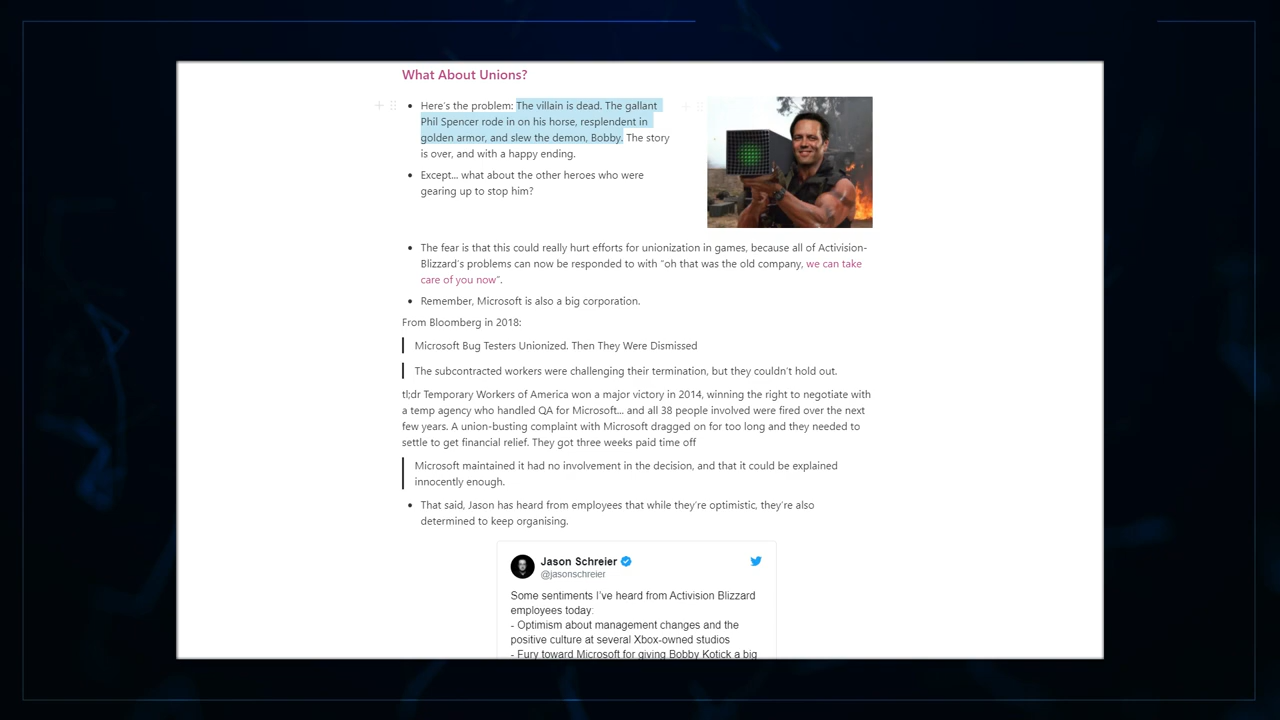 What About Unions?
Here's the problem: The villain is dead. The gallant
Phil Spencer rode in on his horse, resplendent in
golden armor, and slew the demon, Bobby. The story
is over, and with a happy ending.
Except... what about the other heroes who were
gearing up to stop him?
The fear is that this could really hurt efforts for unionization in games, because all of Activision-
Blizzard's problems can now be responded to with "oh that was the old company, we can take
care of you now".
Remember, Microsoft is also a big corporation.
From Bloomberg in 2018:
Microsoft Bug Testers Unionized. Then They Were Dismissed
The subcontracted workers were challenging their termination, but they couldn't hold out.
tl;dr Temporary Workers of America won a major victory in 2014, winning the right to negotiate with
a temp agency who handled QA for Microsoft... and all 38 people involved were fired over the next
few years. A union-busting complaint with Microsoft dragged on for too long and they needed to
settle to get financial relief. They got three weeks paid time off
Microsoft maintained it had no involvement in the decision, and that it could be explained
innocently enough.
That said, Jason has heard from employees that while they're optimistic, they're also
determined to keep organising.
Jason Schreier
@jasonschreier
Some sentiments I've heard from Activision Blizzard
employees today:
- Optimism about management changes and the
positive culture at several Xbox-owned studios
- Fury toward Microsoft for giving Bobby Kotick a big